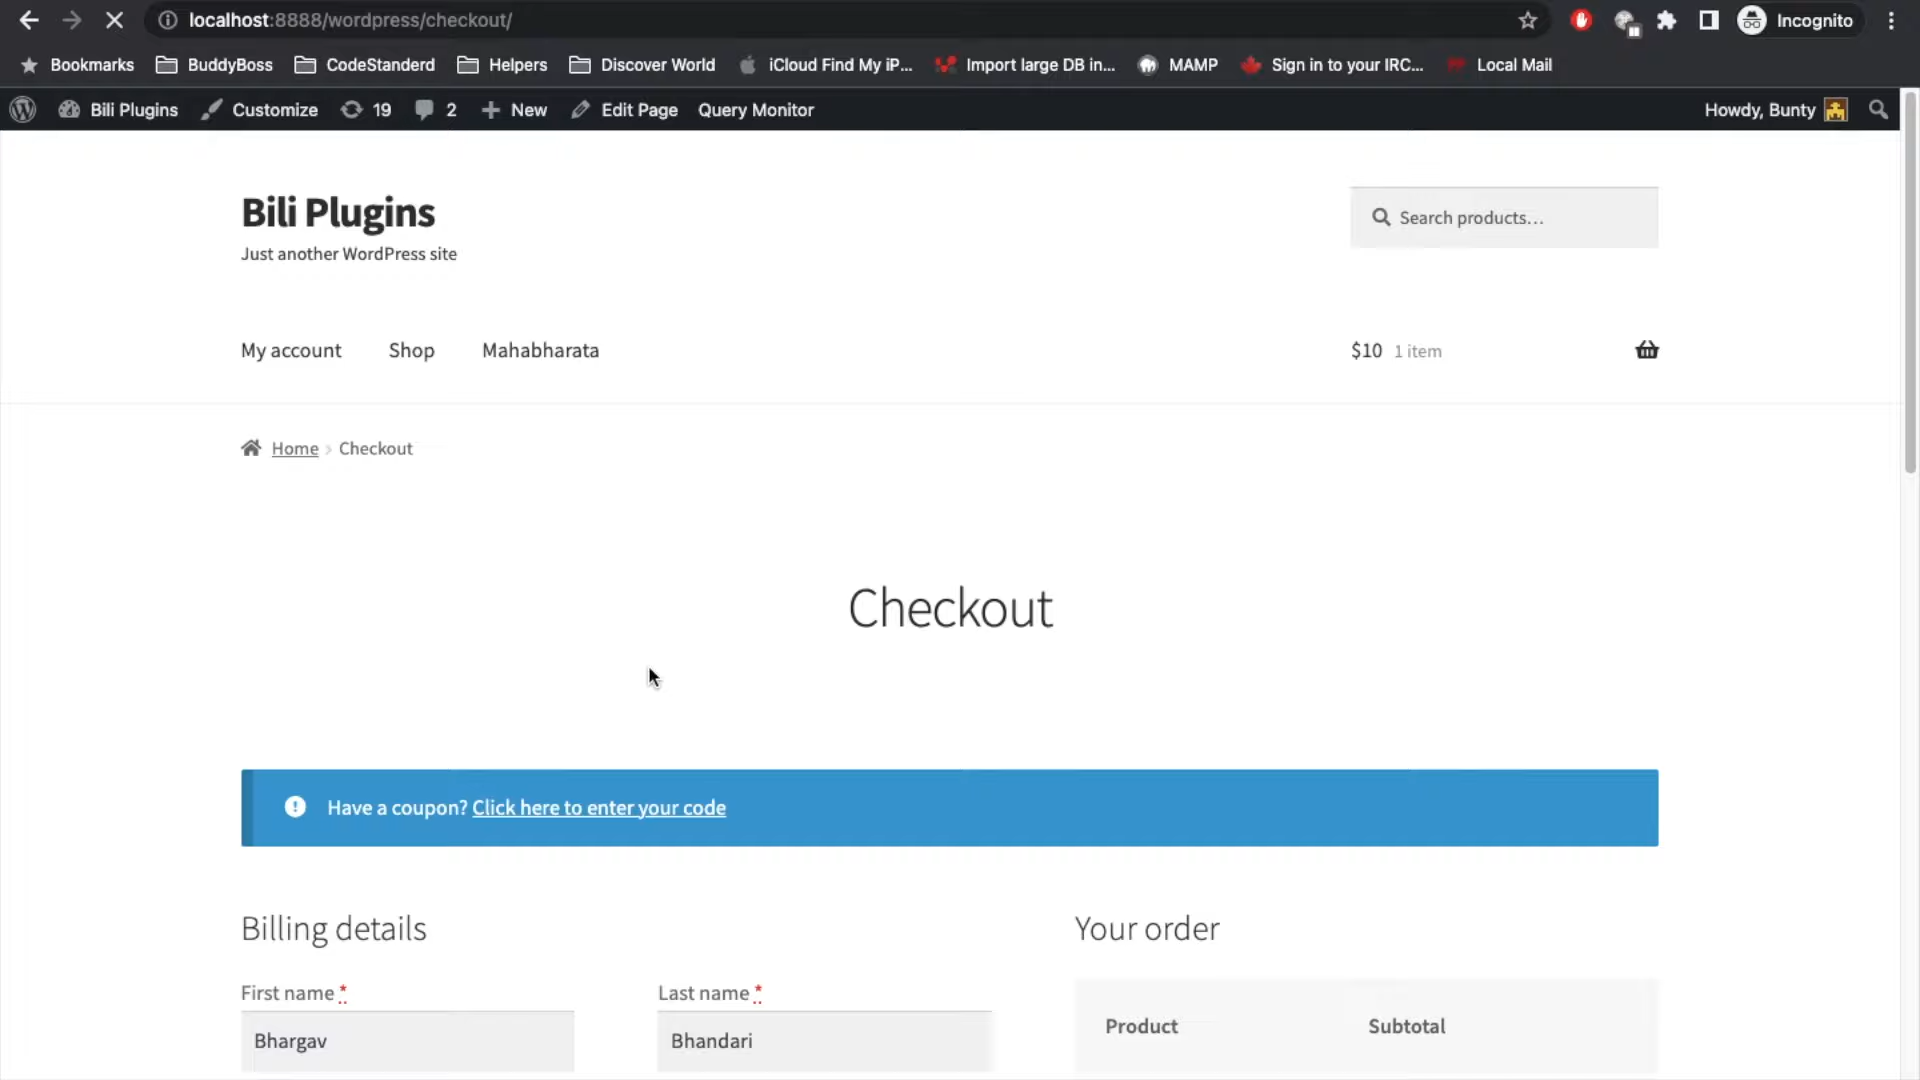 localhost:8888/wordpress/checkout/
Incognito
Bookmarks
BuddyBoss
CodeStanderd
Helpers
Discover World
iCloud Find My iP...
Import large DB in...
MAMP
Sign in to your IRC...
Local Mail
Bili Plugins
Customize
19
2
New
Edit Page
Query Monitor
Howdy, Bunty
Bili Plugins
Just another WordPress site
Search products…
My account
Shop
Mahabharata
$10 1 item
Home › Checkout
Checkout
Have a coupon? Click here to enter your code
Billing details
Your order
First name *
Last name *
Product
Subtotal
Bhargav
Bhandari